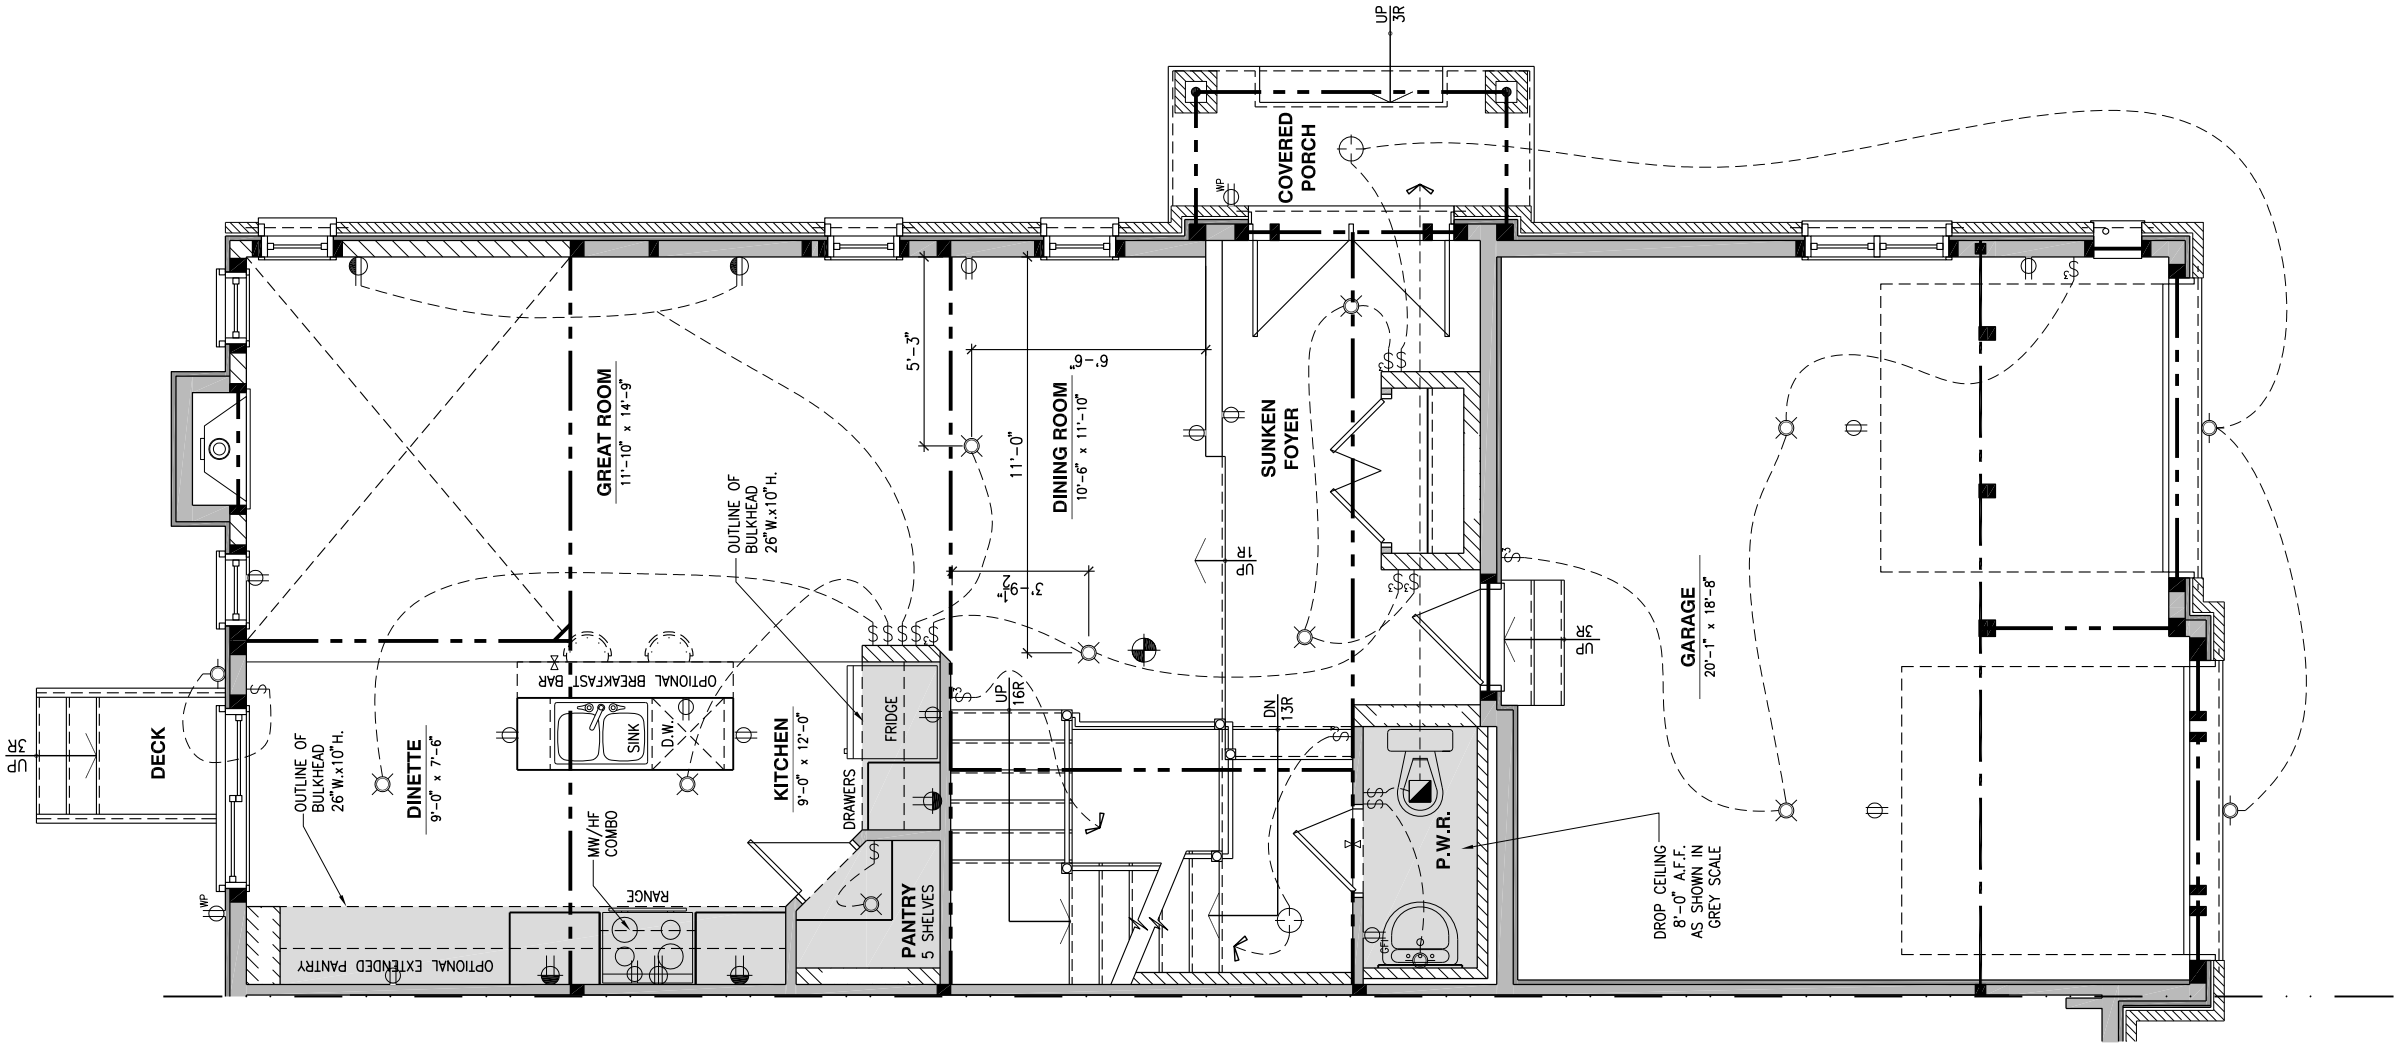 UP
3R
COVERED
PORCH
WP
5'-3"
6'-6"
GREAT ROOM
11'-10" x 14'-9"
DINING ROOM
10'-6" x 11'-10"
11'-0"
SUNKEN
FOYER
OUTLINE OF
BULKHEAD
26"W.x10"H.
UP
1R
3'-9½"
GARAGE
20'-1" x 18'-8"
UP
3R
OPTIONAL BREAKFAST BAR
UP
16R
DN
13R
DECK
UP
3R
DINETTE
9'-0" x 7'-6"
OUTLINE OF
BULKHEAD
26"W.x10"H.
SINK
D.W.
KITCHEN
9'-0" x 12'-0"
FRIDGE
DRAWERS
MW/HF
COMBO
RANGE
WP
OPTIONAL EXTENDED PANTRY
PANTRY
5 SHELVES
P.W.R.
GFI
DROP CEILING
8'-0" A.F.F.
AS SHOWN IN
GREY SCALE